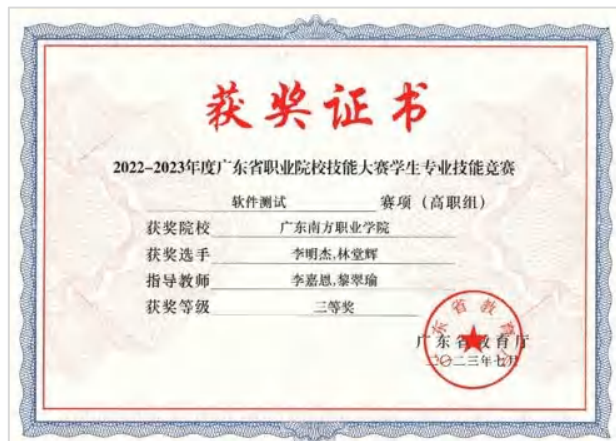 获奖证书
2022-2023年度广东省职业院校技能大赛学生专业技能竞赛
软件测试 赛项（高职组）
获奖院校 广东南方职业学院
获奖选手 李明杰,林堂辉
指导教师 李嘉恩,黎翠瑜
获奖等级 三等奖
广东省教育厅
二〇二三年七月